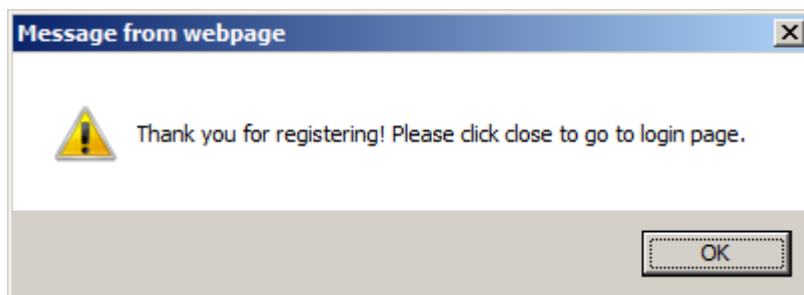 Message from webpage
Thank you for registering! Please click close to go to login page.
OK